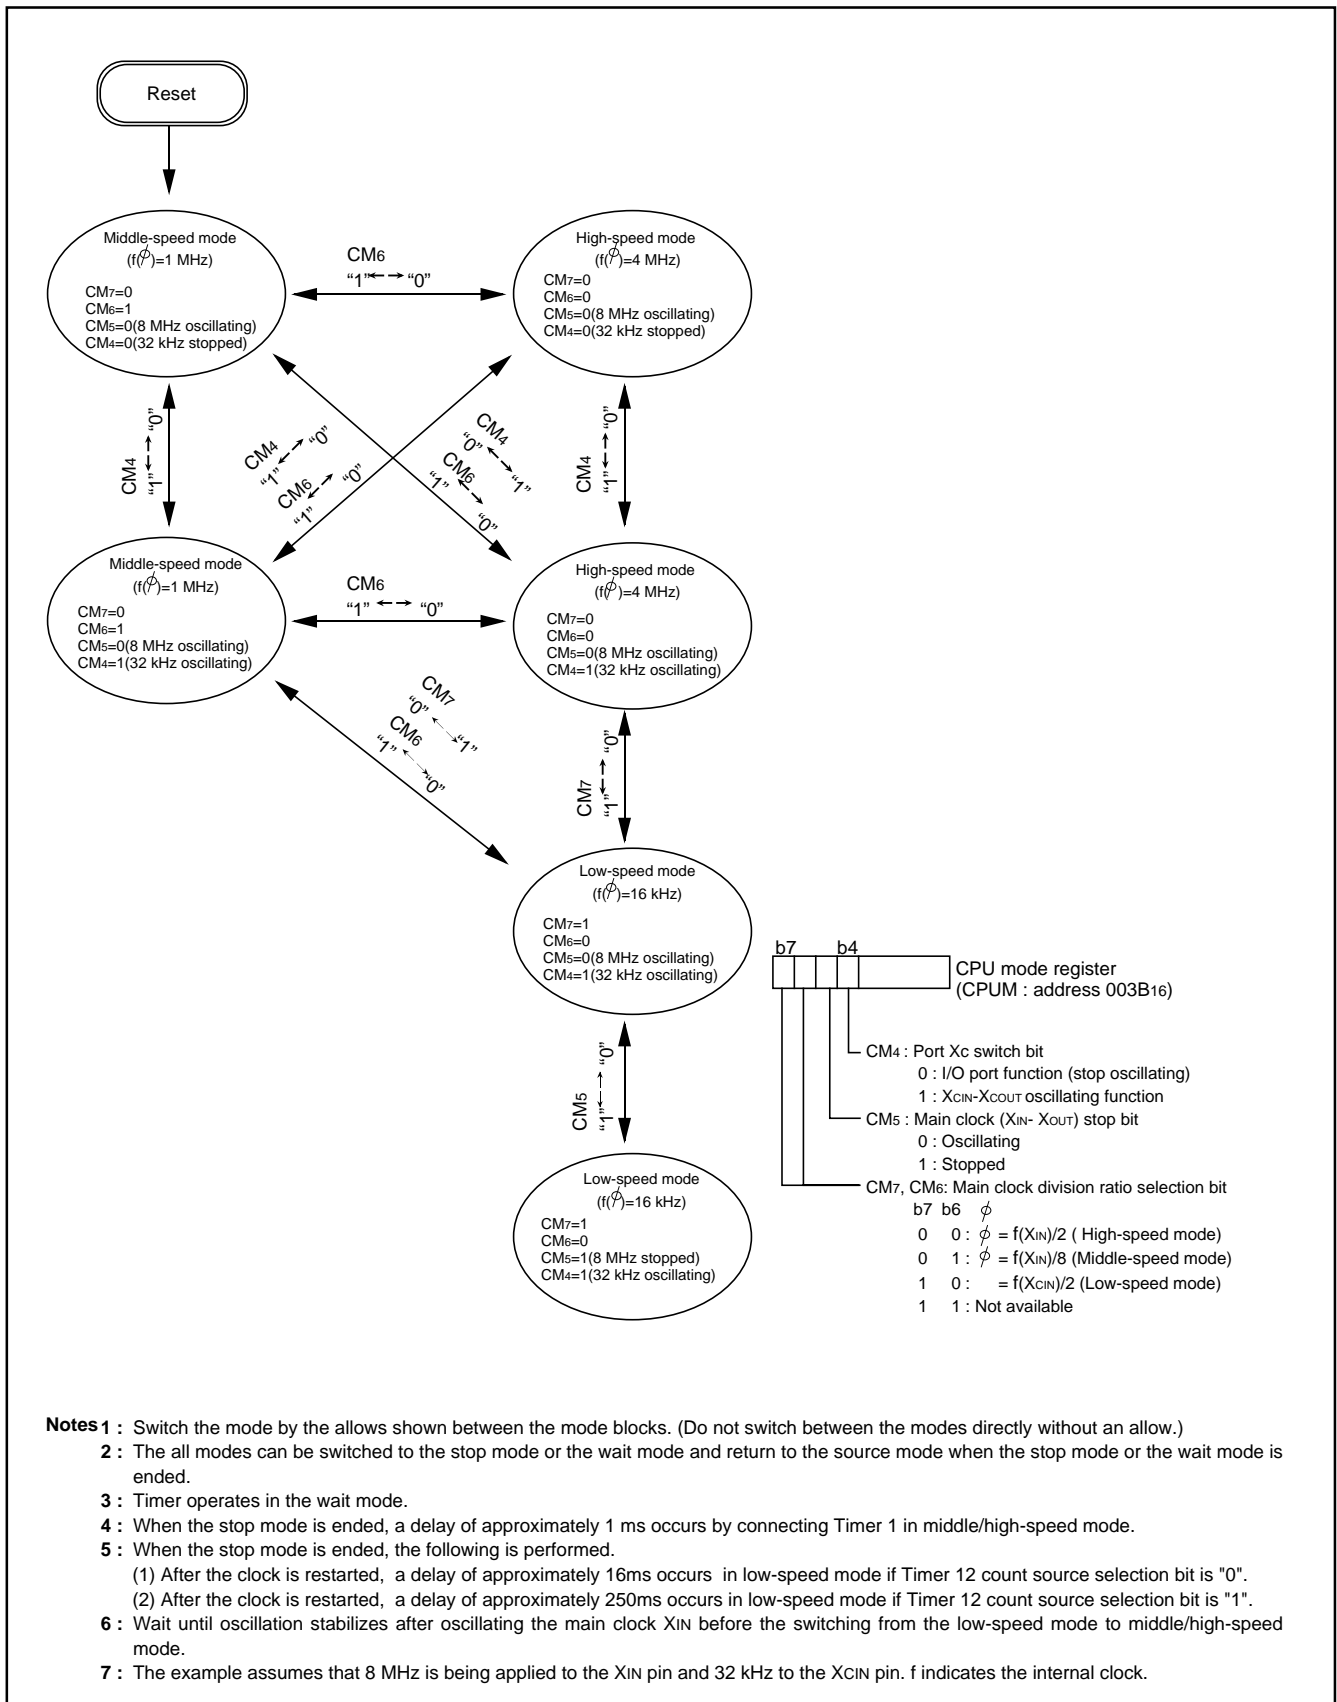 Reset
Middle-speed mode
(f(ϕ)=1 MHz)
CM7=0
CM6=1
CM5=0(8 MHz oscillating)
CM4=0(32 kHz stopped)
CM6
“1”←→“0”
High-speed mode
(f(ϕ)=4 MHz)
CM7=0
CM6=0
CM5=0(8 MHz oscillating)
CM4=0(32 kHz stopped)
CM4
“1”←→“0”
CM4
“1”←→“0”
CM6
“1”←→“0”
CM4
“0”←→“1”
CM6
“1”←→“0”
CM4
“1”←→“0”
Middle-speed mode
(f(ϕ)=1 MHz)
CM7=0
CM6=1
CM5=0(8 MHz oscillating)
CM4=1(32 kHz oscillating)
CM6
“1”←→“0”
High-speed mode
(f(ϕ)=4 MHz)
CM7=0
CM6=0
CM5=0(8 MHz oscillating)
CM4=1(32 kHz oscillating)
CM7
“0”←→“1”
CM6
“1”←→“0”
CM7
“1”←→“0”
Low-speed mode
(f(ϕ)=16 kHz)
CM7=1
CM6=0
CM5=0(8 MHz oscillating)
CM4=1(32 kHz oscillating)
CM5
“1”←→“0”
Low-speed mode
(f(ϕ)=16 kHz)
CM7=1
CM6=0
CM5=1(8 MHz stopped)
CM4=1(32 kHz oscillating)
b7 b4
CPU mode register
(CPUM : address 003B16)
CM4 : Port Xc switch bit
0 : I/O port function (stop oscillating)
1 : XCIN-XCOUT oscillating function
CM5 : Main clock (XIN- XOUT) stop bit
0 : Oscillating
1 : Stopped
CM7, CM6: Main clock division ratio selection bit
b7 b6 ϕ
0 0 : ϕ = f(XIN)/2 ( High-speed mode)
0 1 : ϕ = f(XIN)/8 (Middle-speed mode)
1 0 : = f(XCIN)/2 (Low-speed mode)
1 1 : Not available
Notes 1 : Switch the mode by the allows shown between the mode blocks. (Do not switch between the modes directly without an allow.)
2 : The all modes can be switched to the stop mode or the wait mode and return to the source mode when the stop mode or the wait mode is
ended.
3 : Timer operates in the wait mode.
4 : When the stop mode is ended, a delay of approximately 1 ms occurs by connecting Timer 1 in middle/high-speed mode.
5 : When the stop mode is ended, the following is performed.
(1) After the clock is restarted, a delay of approximately 16ms occurs in low-speed mode if Timer 12 count source selection bit is "0".
(2) After the clock is restarted, a delay of approximately 250ms occurs in low-speed mode if Timer 12 count source selection bit is "1".
6 : Wait until oscillation stabilizes after oscillating the main clock XIN before the switching from the low-speed mode to middle/high-speed
mode.
7 : The example assumes that 8 MHz is being applied to the XIN pin and 32 kHz to the XCIN pin. f indicates the internal clock.